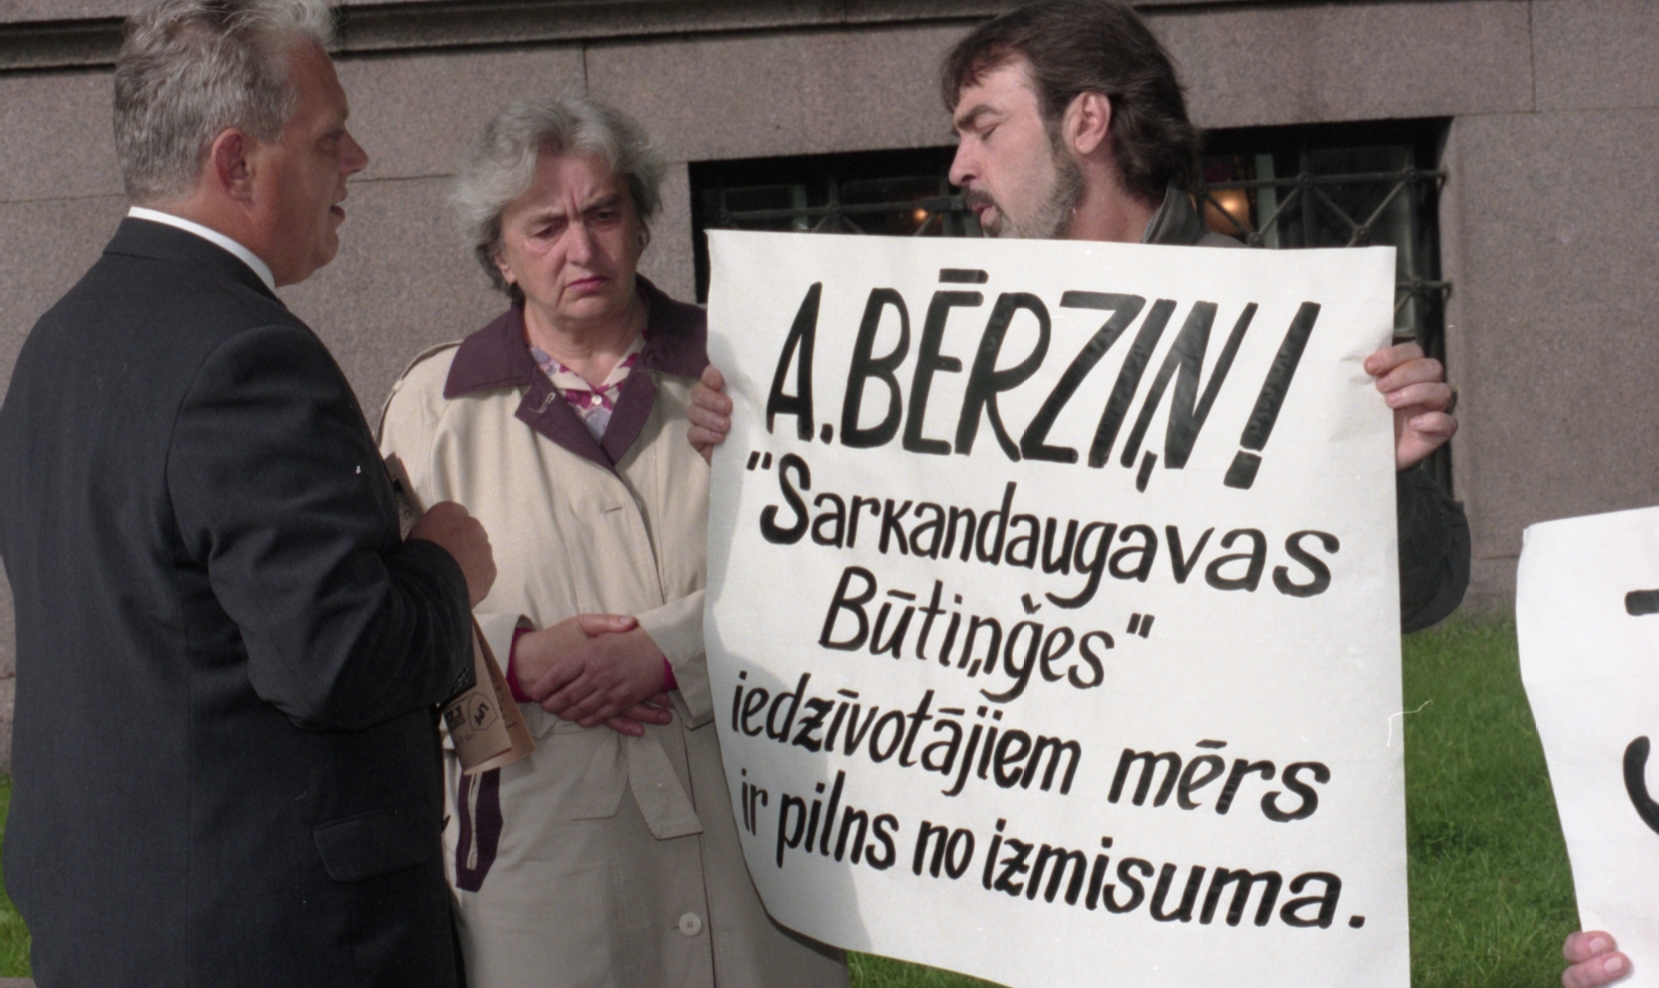 A.BĒRZIŅ!
"Sarkandaugavas
Būtiņģes"
iedzīvotājiem mērs
ir pilns no izmisuma.